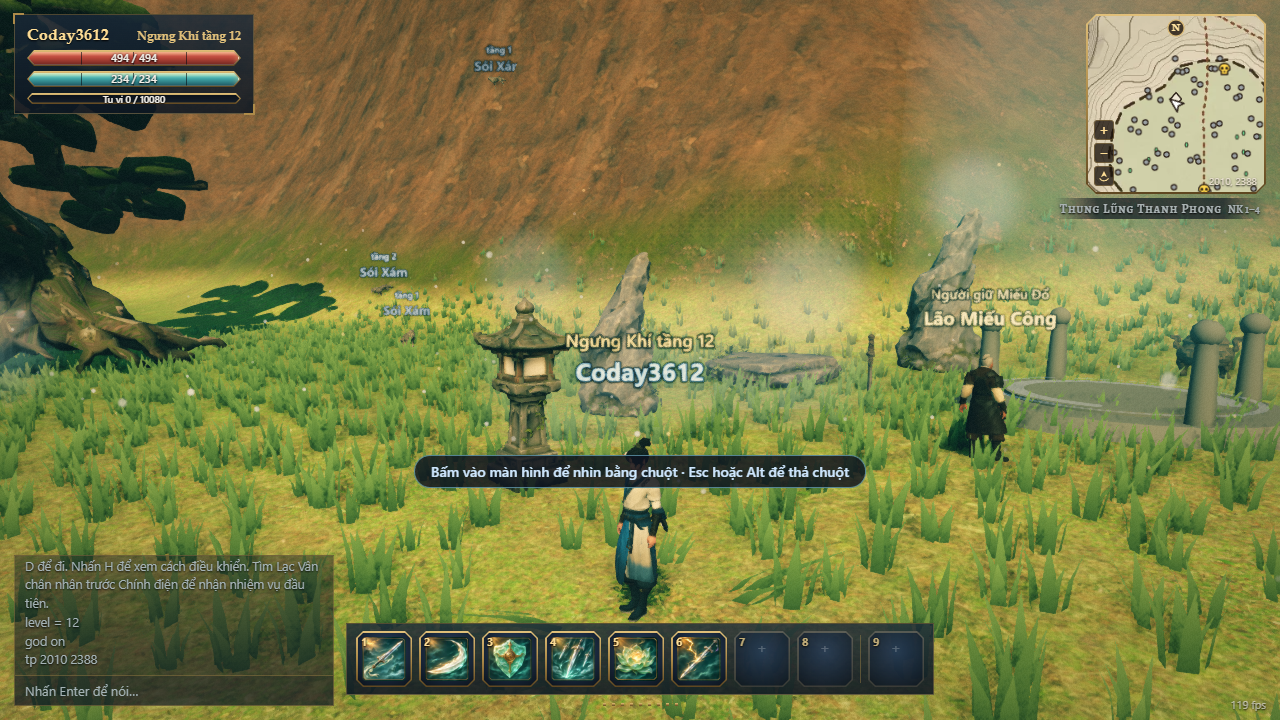 Coday3612
Ngưng Khí tầng 12
494 / 494
234 / 234
Tu vi 0 / 10080
tầng 1
Sói Xám
N
+
−
2010, 2388
Thung Lũng Thanh Phong NK1–4
tầng 2
Sói Xám
tầng 1
Sói Xám
Người giữ Miếu Đổ
Lão Miếu Công
Ngưng Khí tầng 12
Coday3612
Bấm vào màn hình để nhìn bằng chuột · Esc hoặc Alt để thả chuột
D để đi. Nhấn H để xem cách điều khiển. Tìm Lạc Vân
chân nhân trước Chính điện để nhận nhiệm vụ đầu
tiên.
level = 12
god on
tp 2010 2388
Nhấn Enter để nói...
1
2
3
4
5
6
7
+
8
+
9
+
119 fps